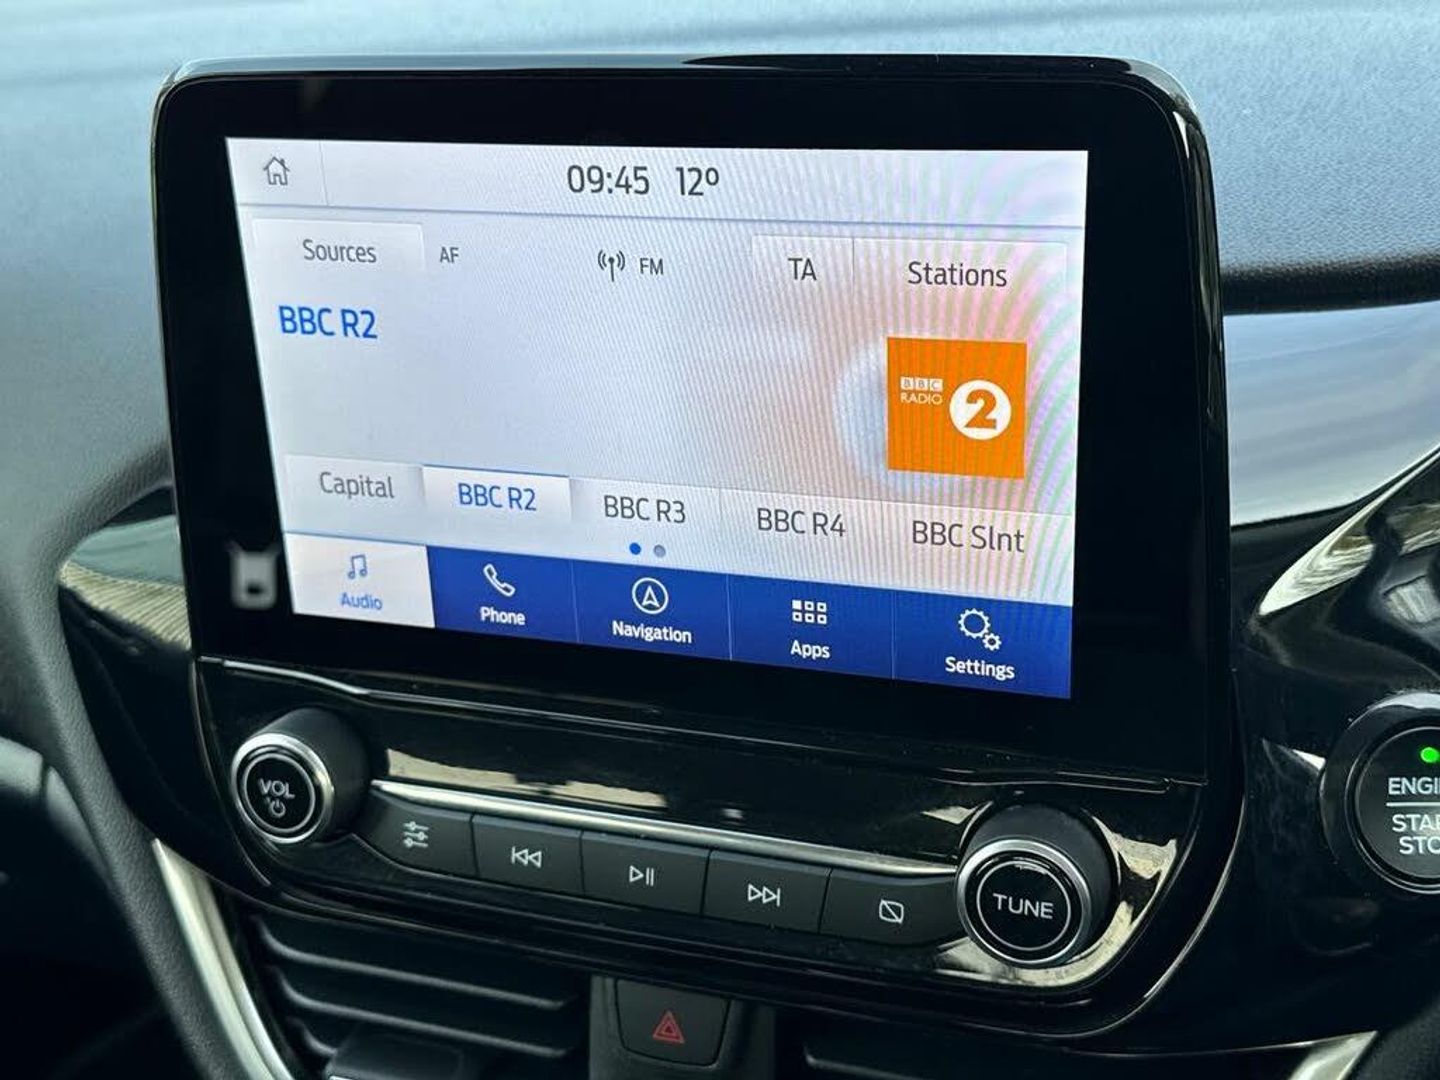 09:45 12º
Sources AF FM TA Stations
BBC R2
BBC
RADIO 2
Capital BBC R2 BBC R3 BBC R4 BBC Slnt
Audio Phone Navigation Apps Settings
VOL
TUNE
ENGI
STAR
STO